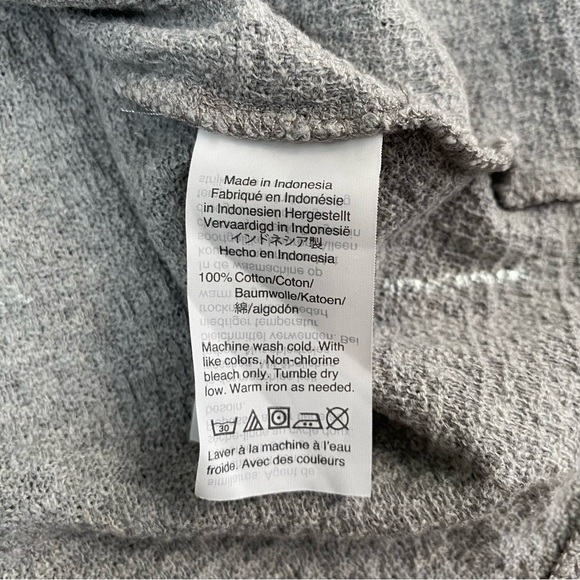 Made in Indonesia
Fabriqué en Indonésie
in Indonesien Hergestellt
Vervaardigd in Indonesië
インドネシア製
Hecho en Indonesia
100% Cotton/Coton/
Baumwolle/Katoen/
綿/algodón
Machine wash cold. With
like colors. Non-chlorine
bleach only. Tumble dry
low. Warm iron as needed.
30
Laver à la machine à l'eau
froide. Avec des couleurs